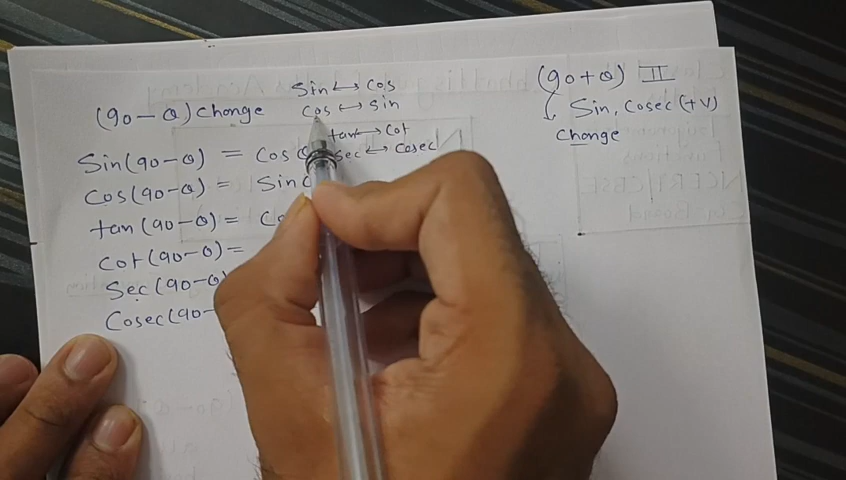 Sin ↔ Cos
(90 - θ) Change Cos ↔ Sin
tan ↔ Cot
Sec ↔ Cosec
Sin (90-θ) = Cos
Cos (90-θ) = Sin
tan (90-θ) =
Cot (90-θ) =
Sec (90-θ)
Cosec (90-
(90+θ) II
Sin, Cosec (+V)
Change